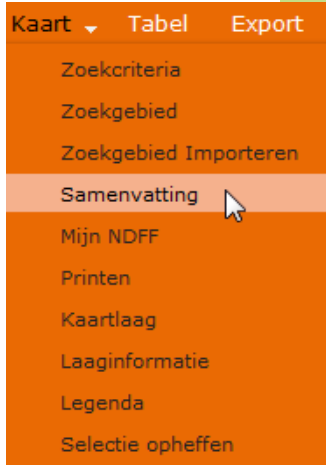 Kaart Tabel Export
Zoekcriteria
Zoekgebied
Zoekgebied Importeren
Samenvatting
Mijn NDFF
Printen
Kaartlaag
Laaginformatie
Legenda
Selectie opheffen